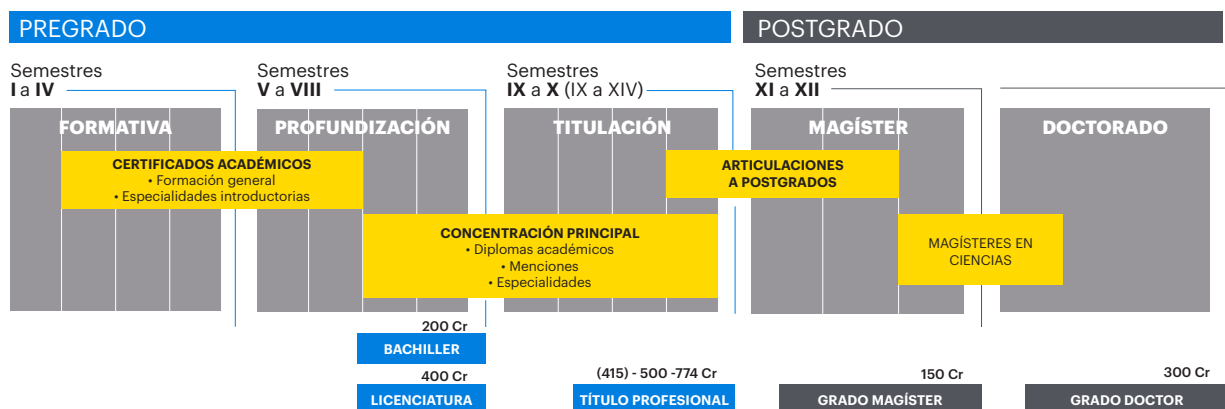 PREGRADO
POSTGRADO
Semestres
I a IV
Semestres
V a VIII
Semestres
IX a X (IX a XIV)
Semestres
XI a XII
FORMATIVA
PROFUNDIZACIÓN
TITULACIÓN
MAGÍSTER
DOCTORADO
CERTIFICADOS ACADÉMICOS
• Formación general
• Especialidades introductorias
ARTICULACIONES
A POSTGRADOS
CONCENTRACIÓN PRINCIPAL
• Diplomas académicos
• Menciones
• Especialidades
MAGÍSTERES EN
CIENCIAS
200 Cr
BACHILLER
400 Cr
LICENCIATURA
(415) - 500 -774 Cr
TÍTULO PROFESIONAL
150 Cr
GRADO MAGÍSTER
300 Cr
GRADO DOCTOR